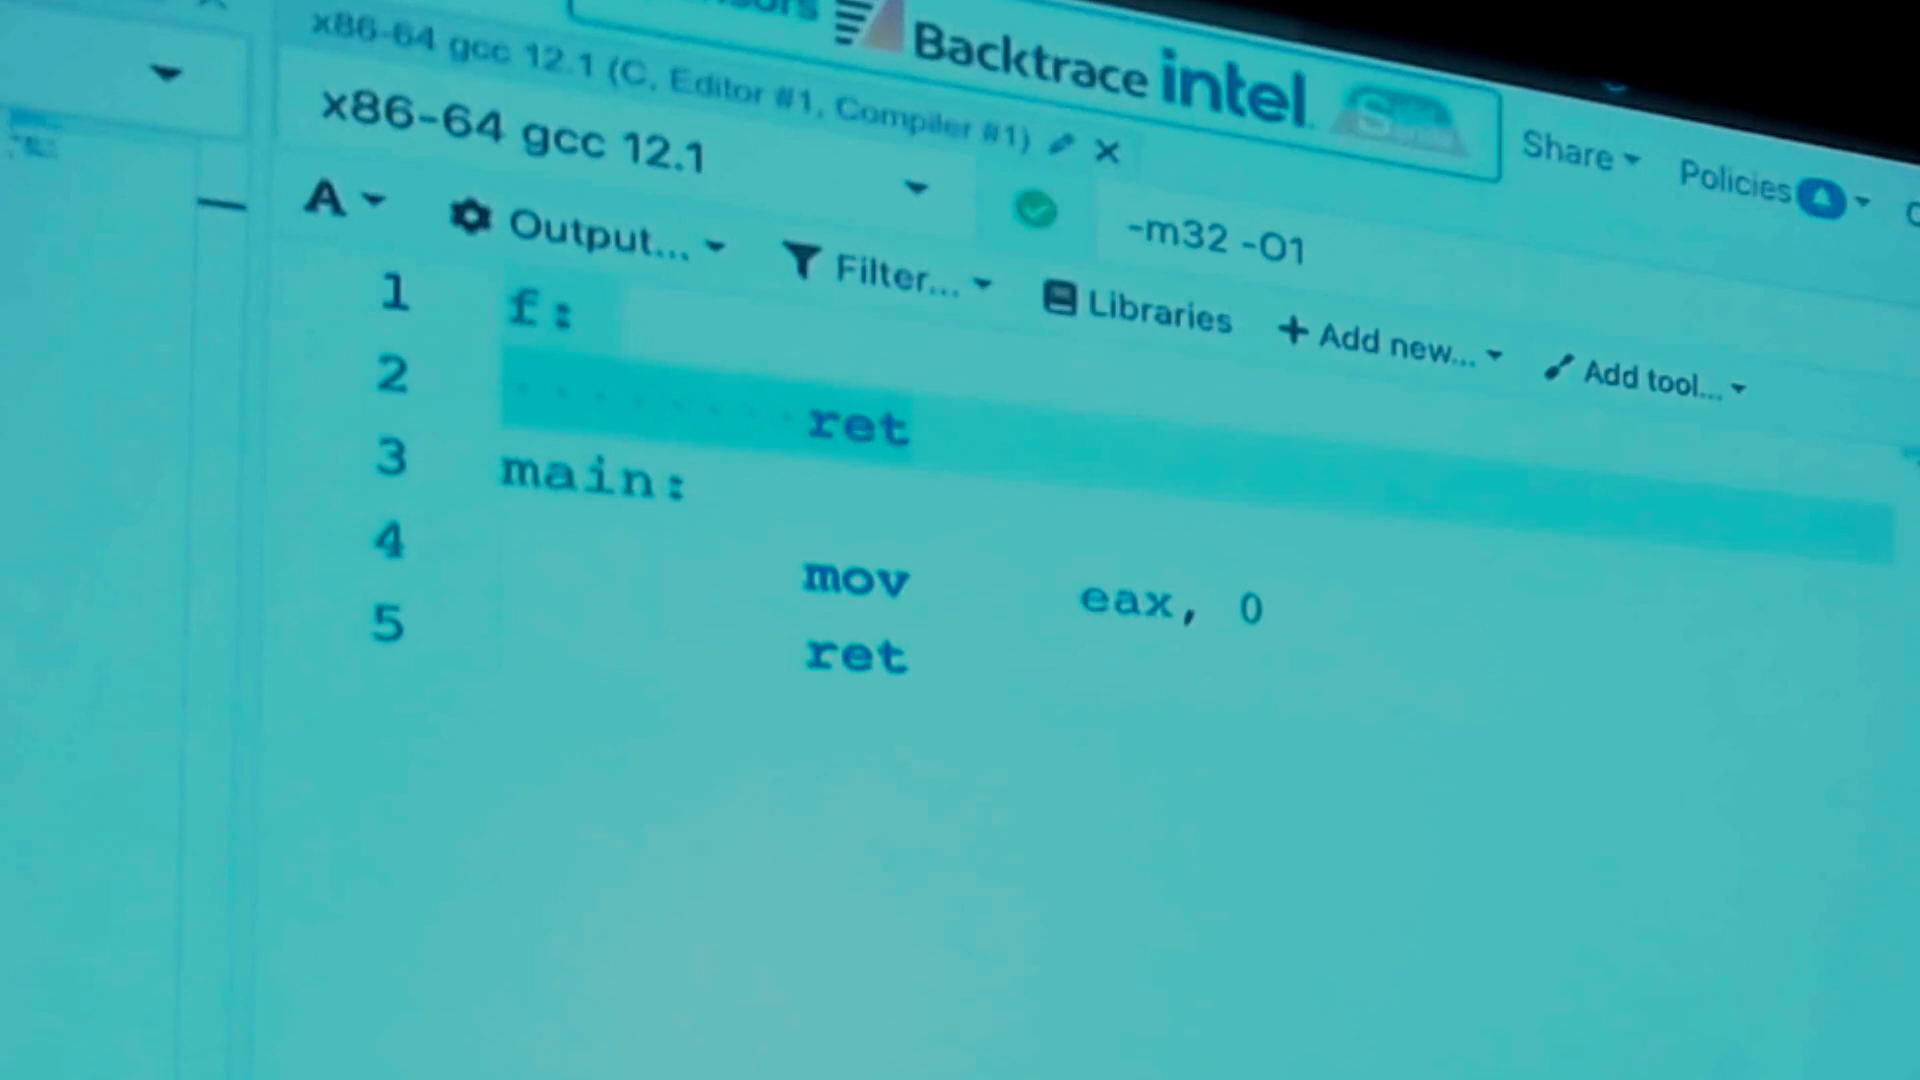 Backtrace intel
Share
Policies
x86-64 gcc 12.1 (C, Editor #1, Compiler #1)
x86-64 gcc 12.1
-m32 -O1
A
Output...
Filter...
Libraries
+ Add new...
Add tool...
1 f:
2 ret
3 main:
4 mov eax, 0
5 ret